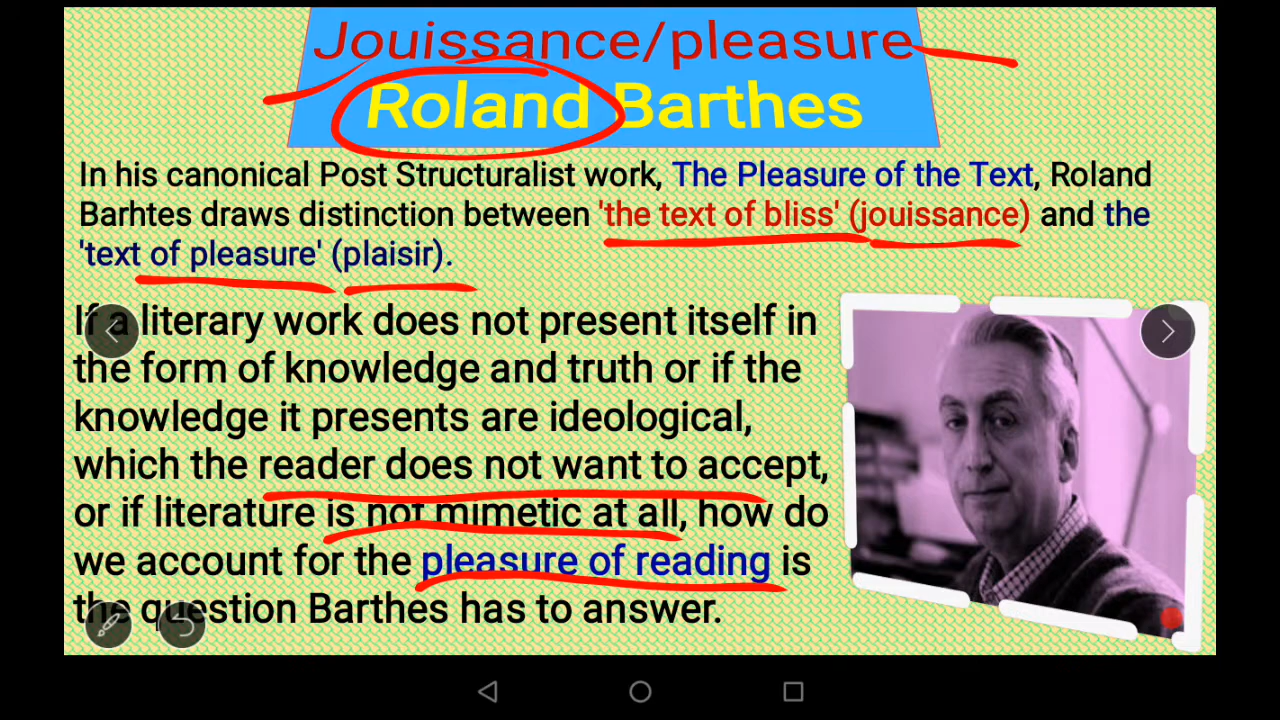 Jouissance/pleasure
Roland Barthes
In his canonical Post Structuralist work, The Pleasure of the Text, Roland
Barhtes draws distinction between 'the text of bliss' (jouissance) and the
'text of pleasure' (plaisir).
If a literary work does not present itself in
the form of knowledge and truth or if the
knowledge it presents are ideological,
which the reader does not want to accept,
or if literature is not mimetic at all, how do
we account for the pleasure of reading is
the question Barthes has to answer.